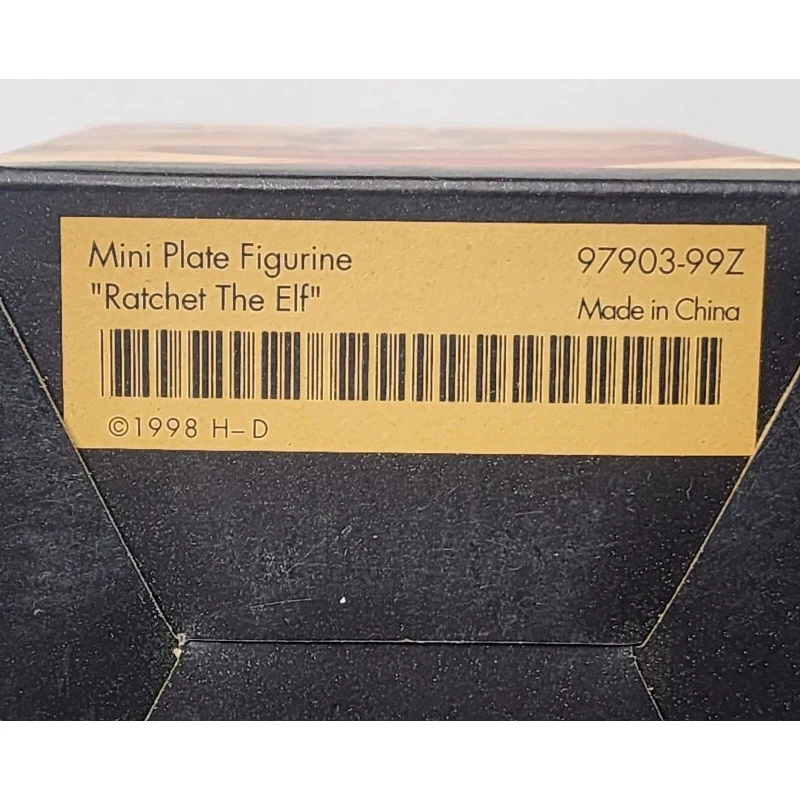 Mini Plate Figurine
97903-99Z
"Ratchet The Elf"
Made in China
©1998 H-D